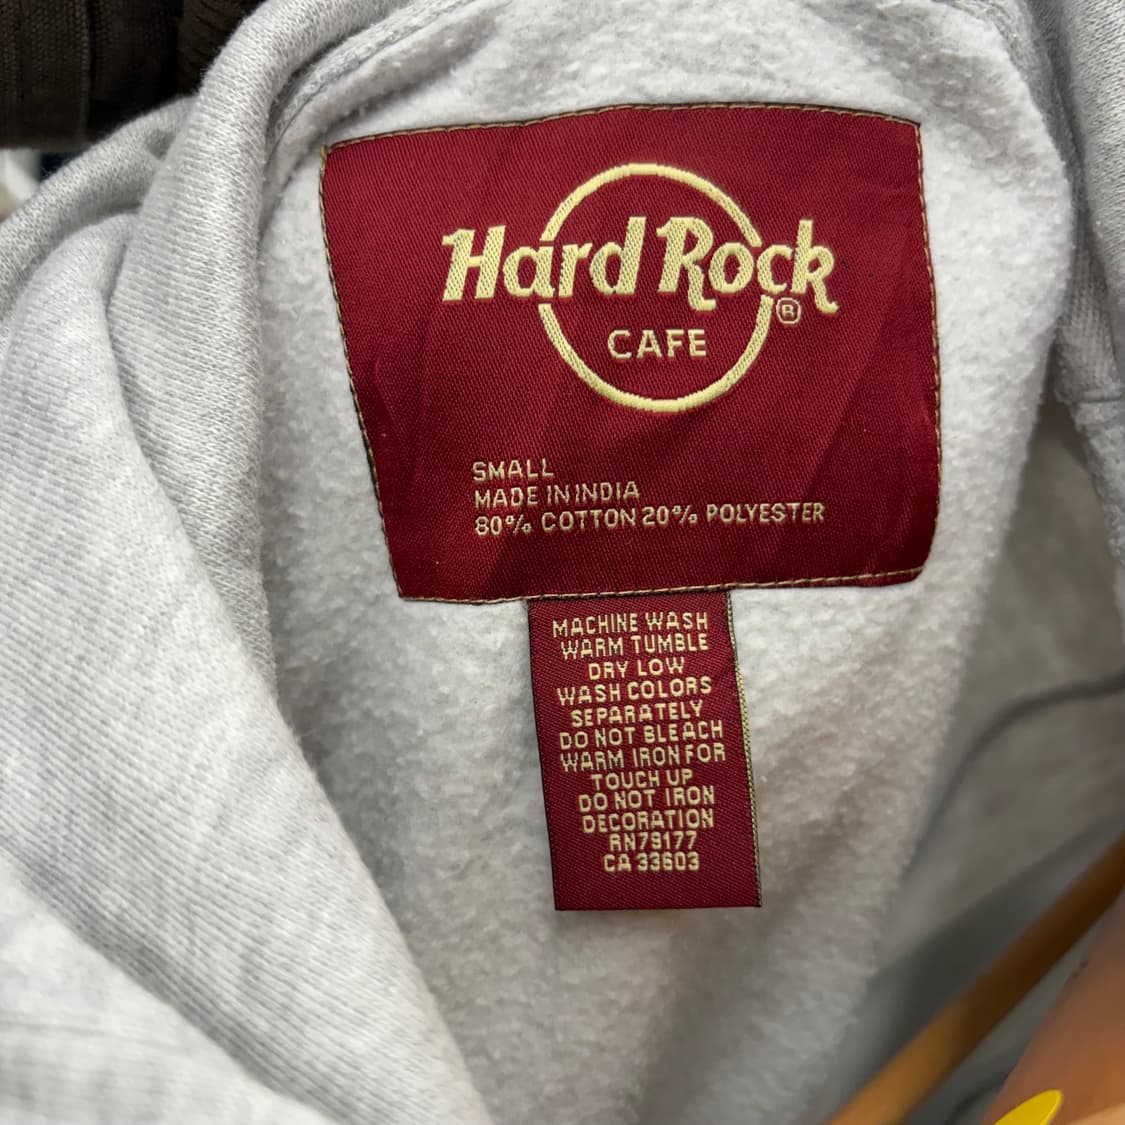 Hard Rock
®
CAFE
SMALL
MADE IN INDIA
80% COTTON 20% POLYESTER
MACHINE WASH
WARM TUMBLE
DRY LOW
WASH COLORS
SEPARATELY
DO NOT BLEACH
WARM IRON FOR
TOUCH UP
DO NOT IRON
DECORATION
RN79177
CA 33603